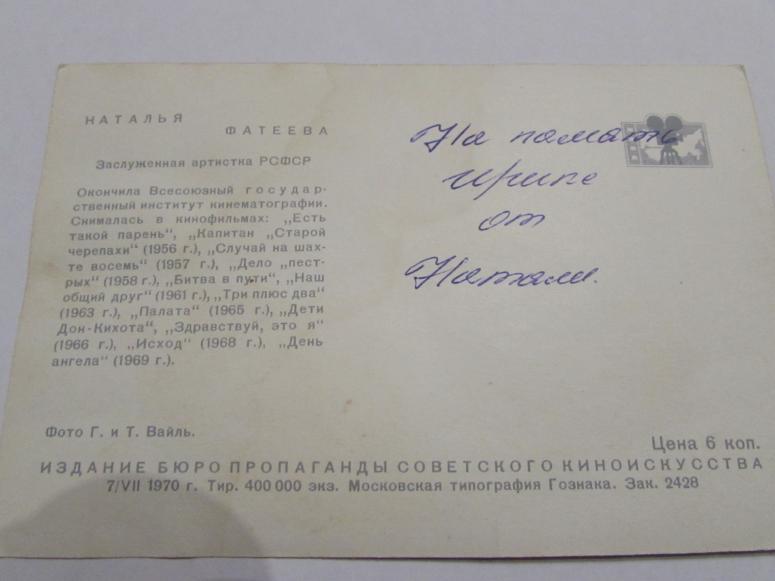 НАТАЛЬЯ
ФАТЕЕВА
Заслуженная артистка РСФСР
Окончила Всесоюзный государ-
ственный институт кинематографии.
Снималась в кинофильмах: „Есть
такой парень“, „Капитан „Старой
черепахи“ (1956 г.), „Случай на шах-
те восемь“ (1957 г.), „Дело „пест-
рых“ (1958 г.), „Битва в пути“, „Наш
общий друг“ (1961 г.), „Три плюс два“
(1963 г.), „Палата“ (1965 г.), „Дети
Дон-Кихота“, „Здравствуй, это я“
(1966 г.), „Исход“ (1968 г.), „День
ангела“ (1969 г.).
Фото Г. и Т. Вайль.
На память
Ирине
от
Натали.
Цена 6 коп.
ИЗДАНИЕ БЮРО ПРОПАГАНДЫ СОВЕТСКОГО КИНОИСКУССТВА
7/VII 1970 г. Тир. 400 000 экз. Московская типография Гознака. Зак. 2428